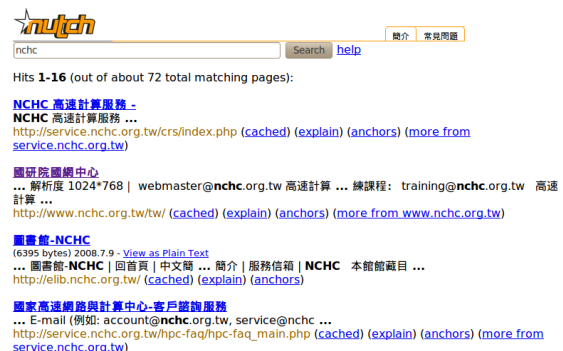 nutch
簡介 常見問題
nchc Search help
Hits 1-16 (out of about 72 total matching pages):
NCHC 高速計算服務 -
NCHC 高速計算服務 ...
http://service.nchc.org.tw/crs/index.php (cached) (explain) (anchors) (more from
service.nchc.org.tw)
國研院國網中心
... 解析度 1024*768 | webmaster@nchc.org.tw 高速計算 ... 練課程： training@nchc.org.tw 高速
計算 ...
http://www.nchc.org.tw/tw/ (cached) (explain) (anchors) (more from www.nchc.org.tw)
圖書館-NCHC
(6395 bytes) 2008.7.9 - View as Plain Text
... 圖書館-NCHC | 回首頁 | 中文簡 ... 簡介 | 服務信箱 | NCHC 本館館藏目 ...
http://elib.nchc.org.tw/ (cached) (explain) (anchors)
國家高速網路與計算中心-客戶諮詢服務
... E-mail (例如: account@nchc.org.tw, service@nchc ...
http://service.nchc.org.tw/hpc-faq/hpc-faq_main.php (cached) (explain) (anchors) (more from
service.nchc.org.tw)